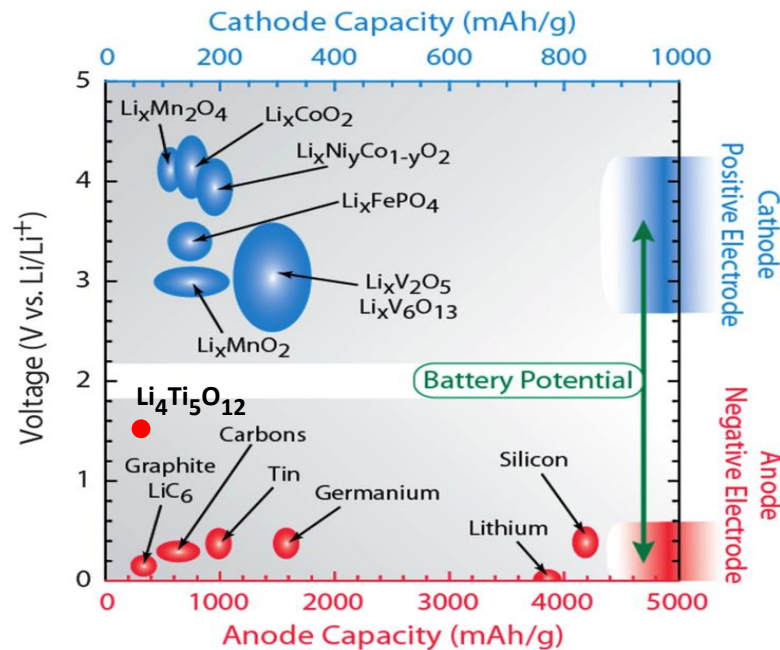 Cathode Capacity (mAh/g)
0 200 400 600 800 1000
5
4
3
2
1
0
Voltage (V vs. Li/Li⁺)
LiₓMn₂O₄
LiₓCoO₂
LiₓNiᵧCo₁₋ᵧO₂
LiₓFePO₄
LiₓV₂O₅
LiₓV₆O₁₃
LiₓMnO₂
Cathode
Positive Electrode
Battery Potential
Li₄Ti₅O₁₂
Carbons
Graphite
LiC₆
Tin
Germanium
Silicon
Lithium
Anode
Negative Electrode
0 1000 2000 3000 4000 5000
Anode Capacity (mAh/g)